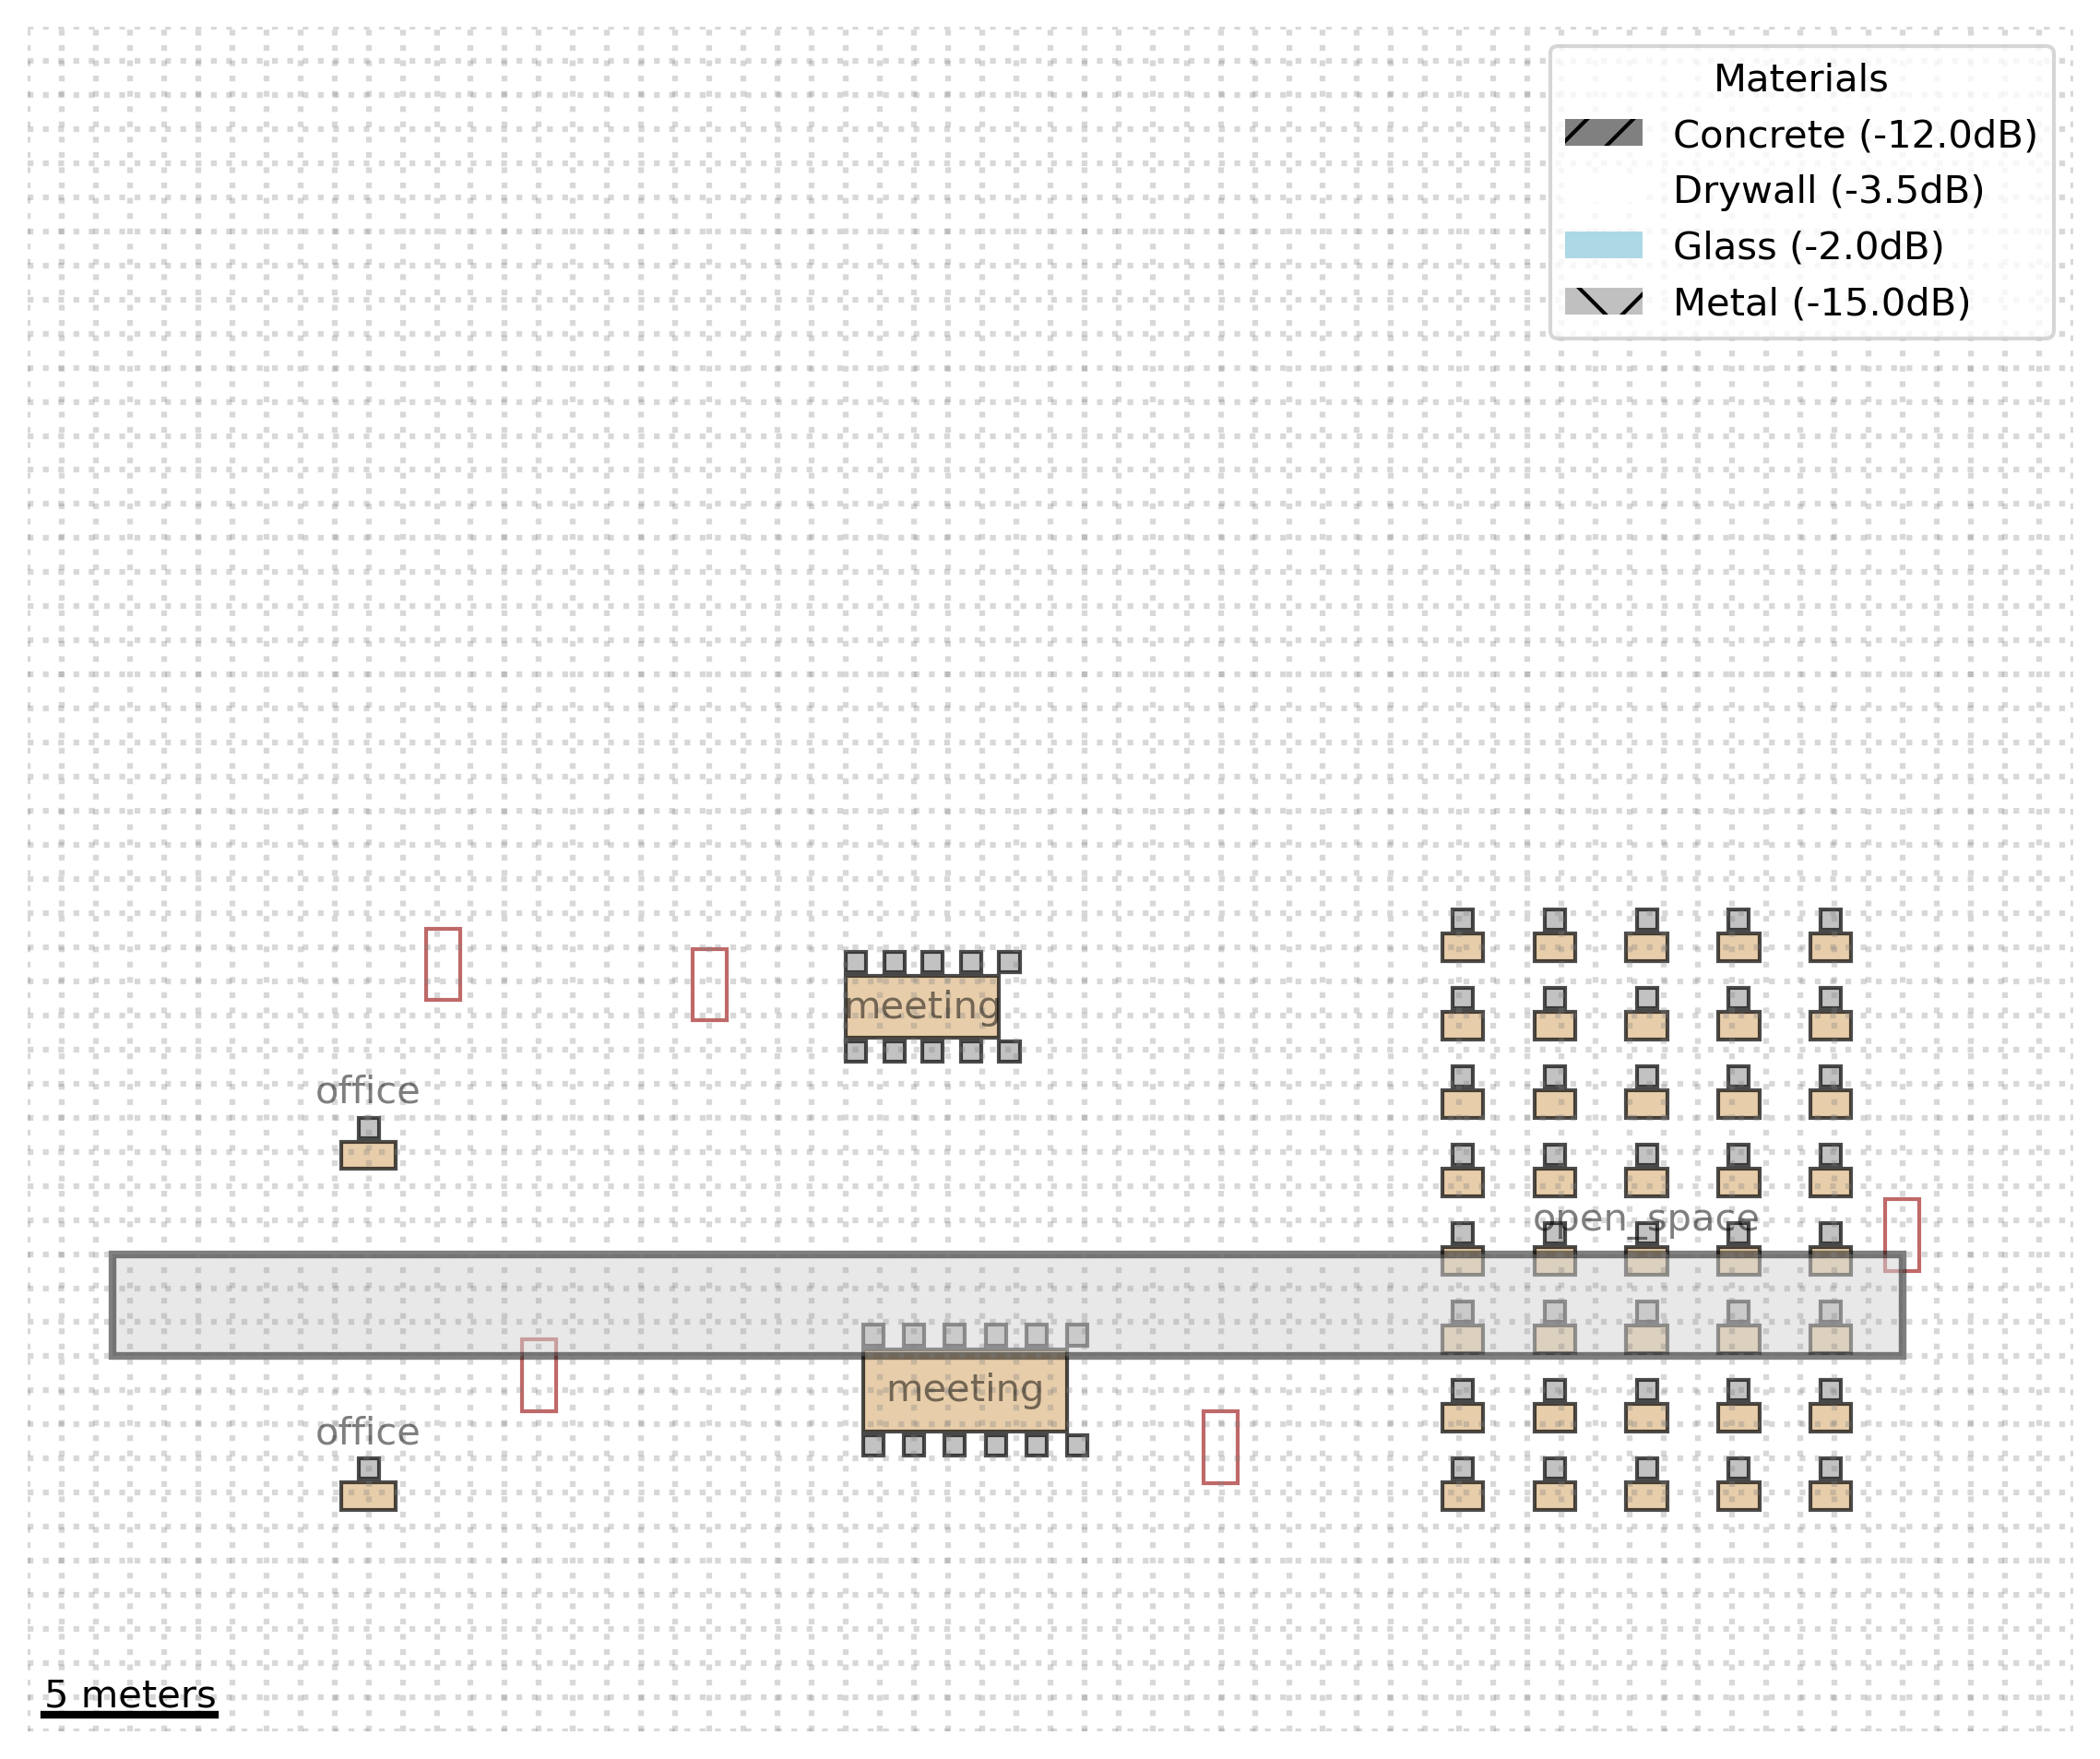 Materials
Concrete (-12.0dB)
Drywall (-3.5dB)
Glass (-2.0dB)
Metal (-15.0dB)
meeting
office
open_space
meeting
office
5 meters